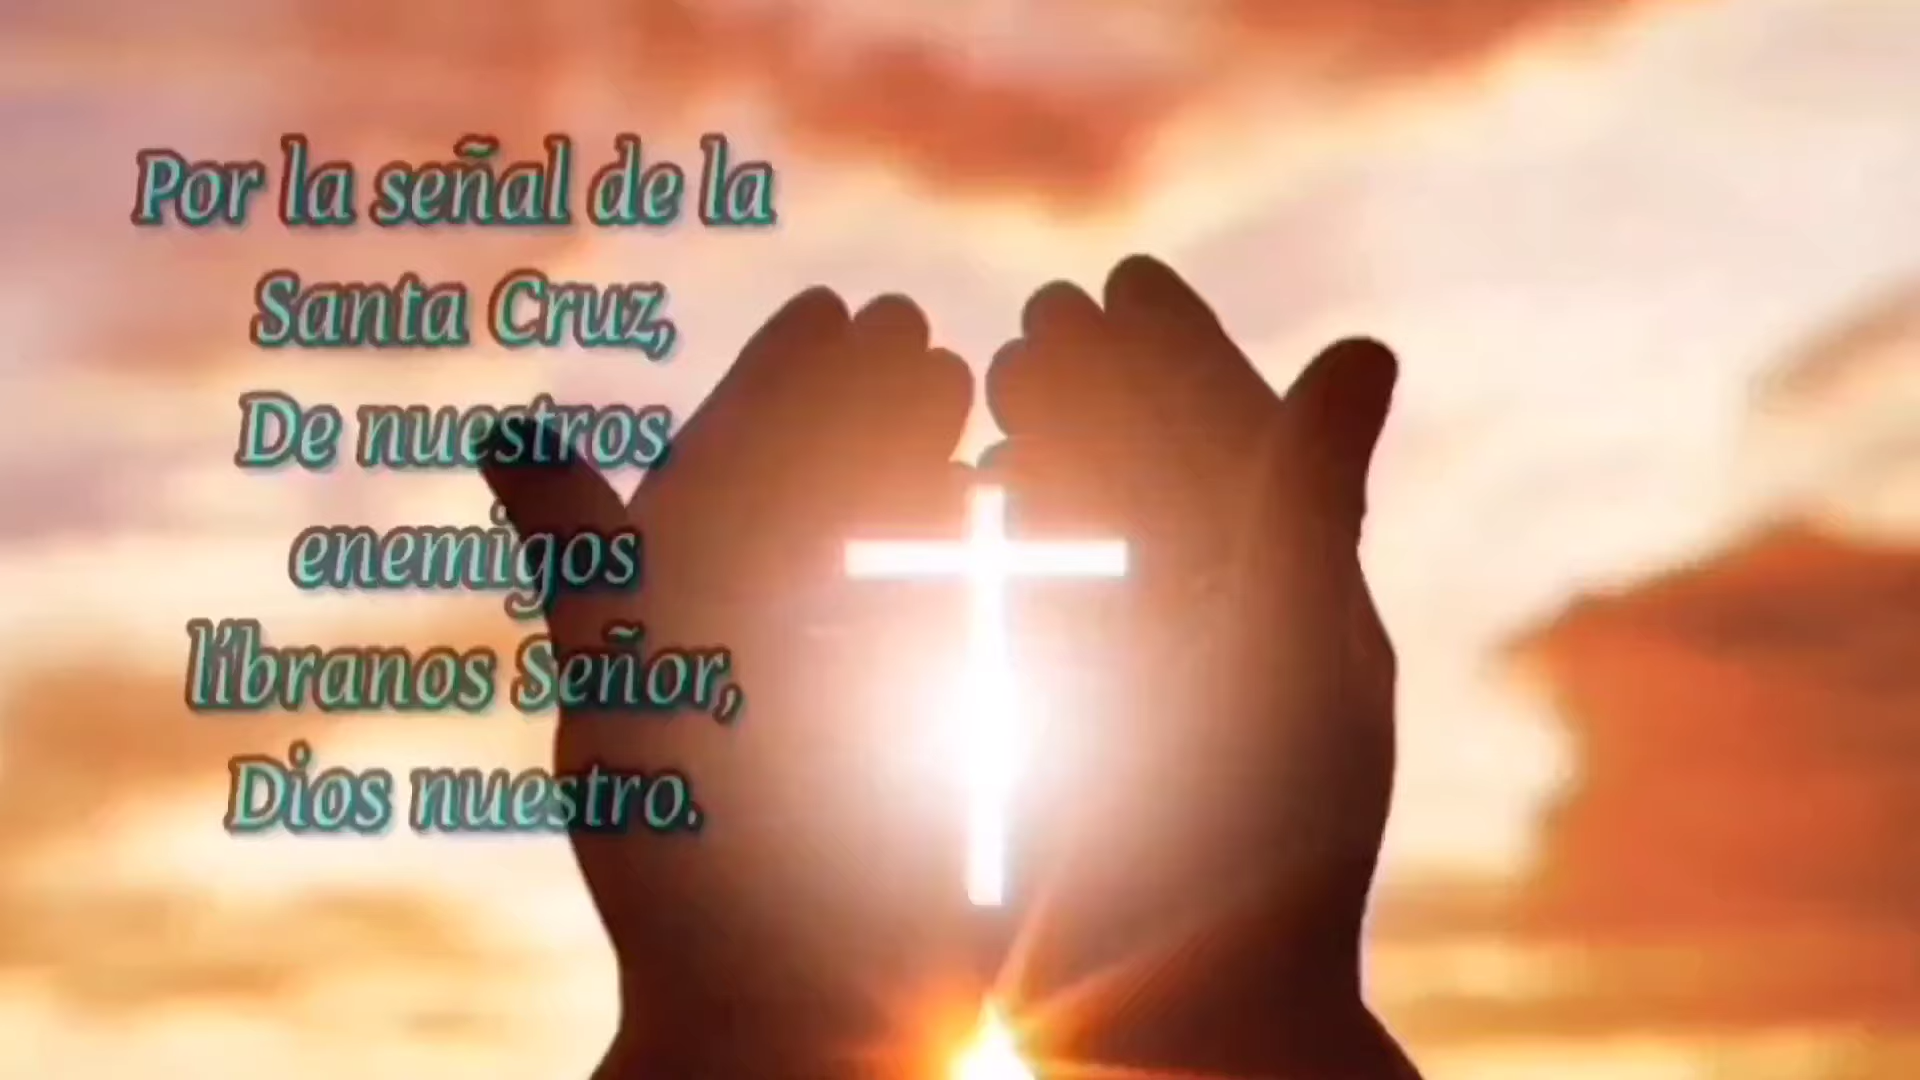 Por la señal de la
Santa Cruz,
De nuestros
enemigos
líbranos Señor,
Dios nuestro.